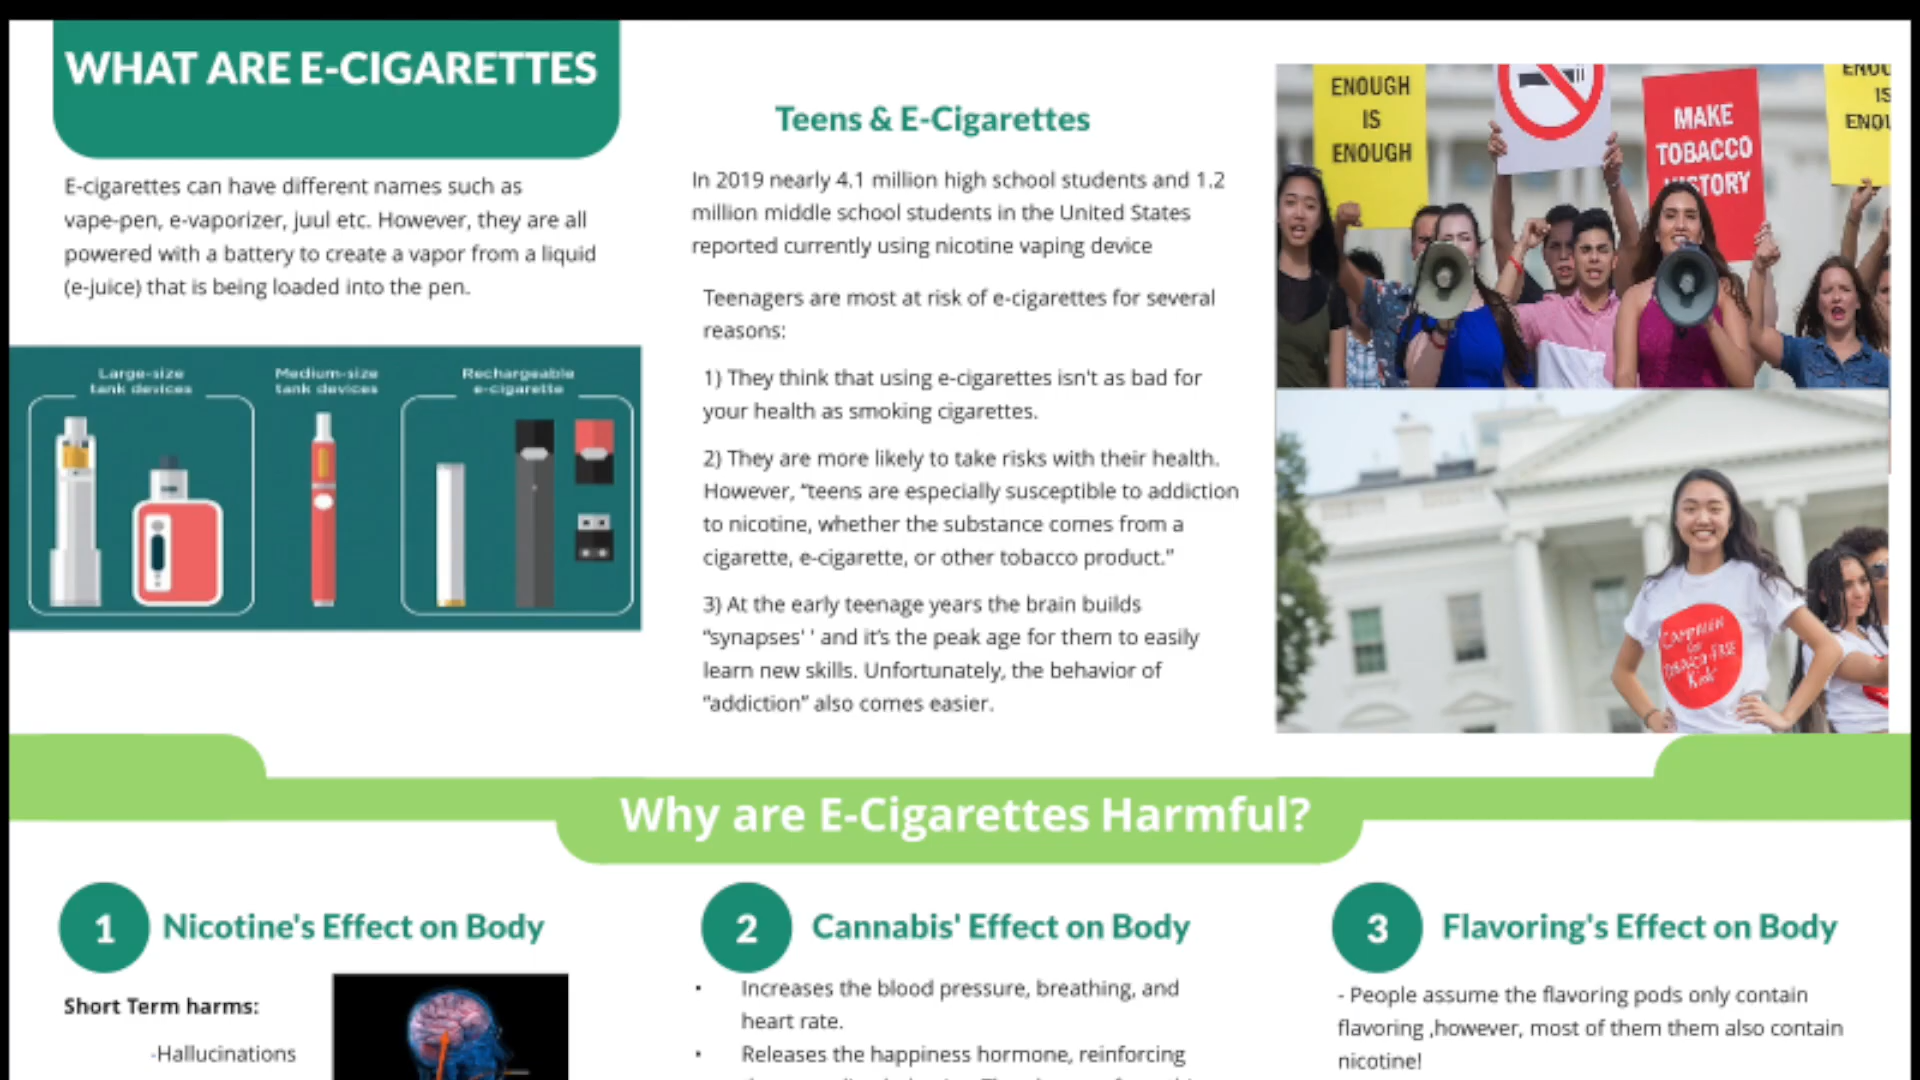 WHAT ARE E-CIGARETTES
E-cigarettes can have different names such as
vape-pen, e-vaporizer, juul etc. However, they are all
powered with a battery to create a vapor from a liquid
(e-juice) that is being loaded into the pen.
Large-size
tank devices
Medium-size
tank devices
Rechargeable
e-cigarette
Teens & E-Cigarettes
In 2019 nearly 4.1 million high school students and 1.2
million middle school students in the United States
reported currently using nicotine vaping device
Teenagers are most at risk of e-cigarettes for several
reasons:
1) They think that using e-cigarettes isn't as bad for
your health as smoking cigarettes.
2) They are more likely to take risks with their health.
However, “teens are especially susceptible to addiction
to nicotine, whether the substance comes from a
cigarette, e-cigarette, or other tobacco product.”
3) At the early teenage years the brain builds
“synapses' ' and it’s the peak age for them to easily
learn new skills. Unfortunately, the behavior of
“addiction” also comes easier.
ENOUGH
IS
ENOUGH
MAKE
TOBACCO
HISTORY
ENOU
IS
ENOU
CAMPAIGN
for
TOBACCO-FREE
Kids
Why are E-Cigarettes Harmful?
1 Nicotine's Effect on Body
Short Term harms:
-Hallucinations
2 Cannabis' Effect on Body
• Increases the blood pressure, breathing, and
heart rate.
• Releases the happiness hormone, reinforcing
3 Flavoring's Effect on Body
- People assume the flavoring pods only contain
flavoring ,however, most of them them also contain
nicotine!